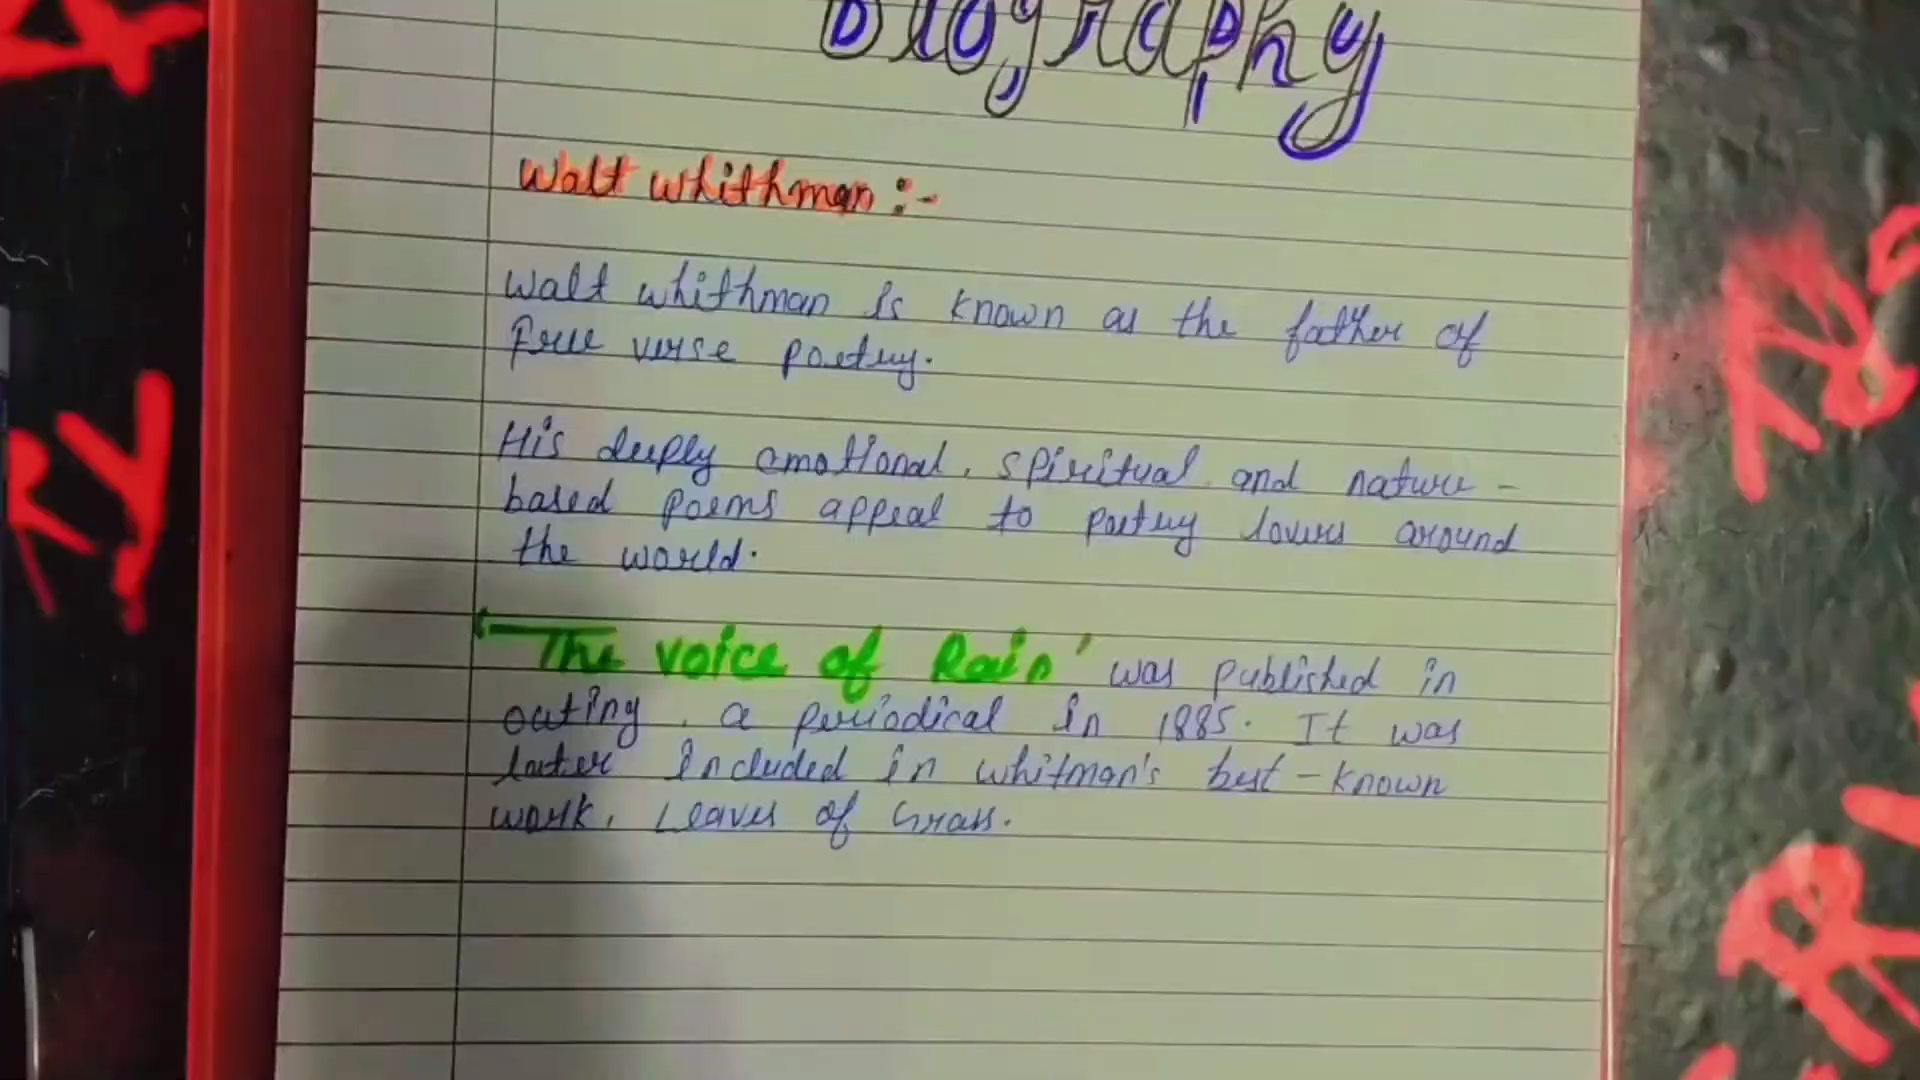 Biography
Walt whithman :-
Walt whithman is known as the father of
free verse poetry.
His deeply emotional, spiritual and nature-
based poems appeal to poetry lovers around
the world.
'The voice of Rain' was published in
outing, a periodical in 1885. It was
later included in whitman's best-known
work, Leaves of Grass.